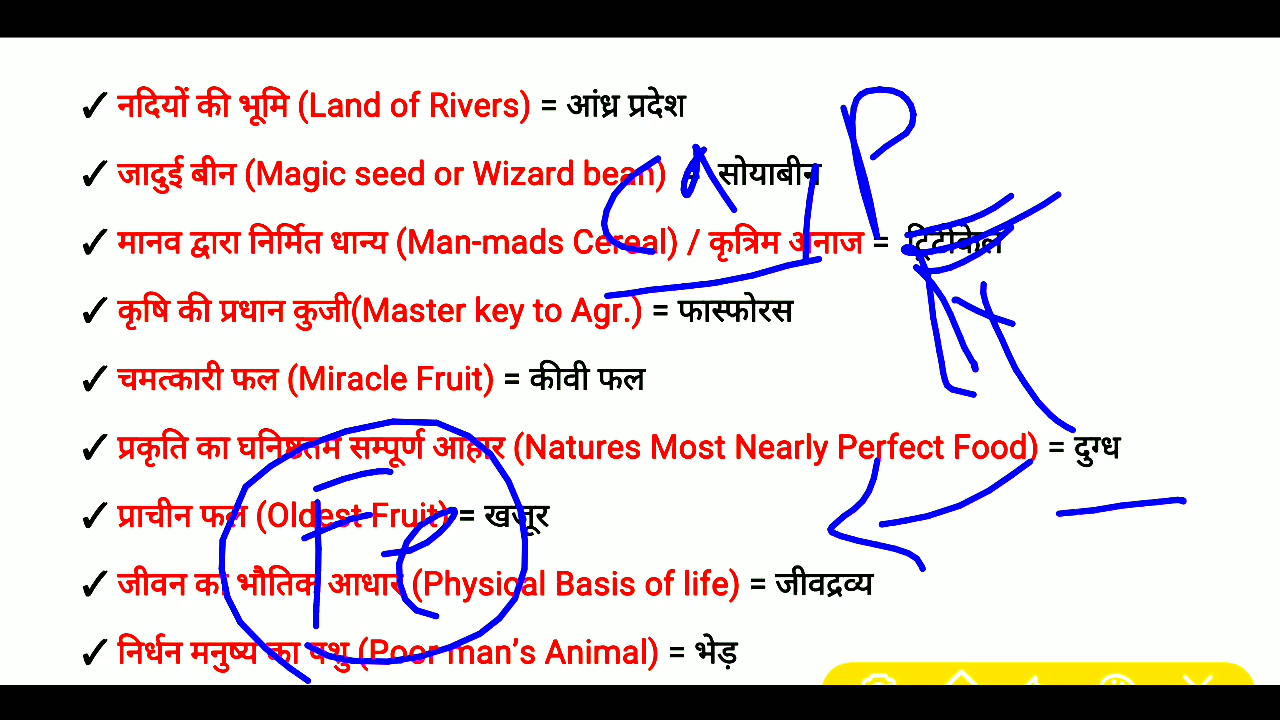 ✓ नदियों की भूमि (Land of Rivers) = आंध्र प्रदेश
✓ जादुई बीन (Magic seed or Wizard bean) = सोयाबीन
✓ मानव द्वारा निर्मित धान्य (Man-mads Cereal) / कृत्रिम अनाज =
✓ कृषि की प्रधान कुजी(Master key to Agr.) = फास्फोरस
✓ चमत्कारी फल (Miracle Fruit) = कीवी फल
✓ प्रकृति का घनिष्ठतम सम्पूर्ण आहार (Natures Most Nearly Perfect Food) = दुग्ध
✓ प्राचीन फल (Oldest Fruit) = खजूर
✓ जीवन का भौतिक आधार (Physical Basis of life) = जीवद्रव्य
✓ निर्धन मनुष्य का पशु (Poor man's Animal) = भेड़
Ca
P
Fe